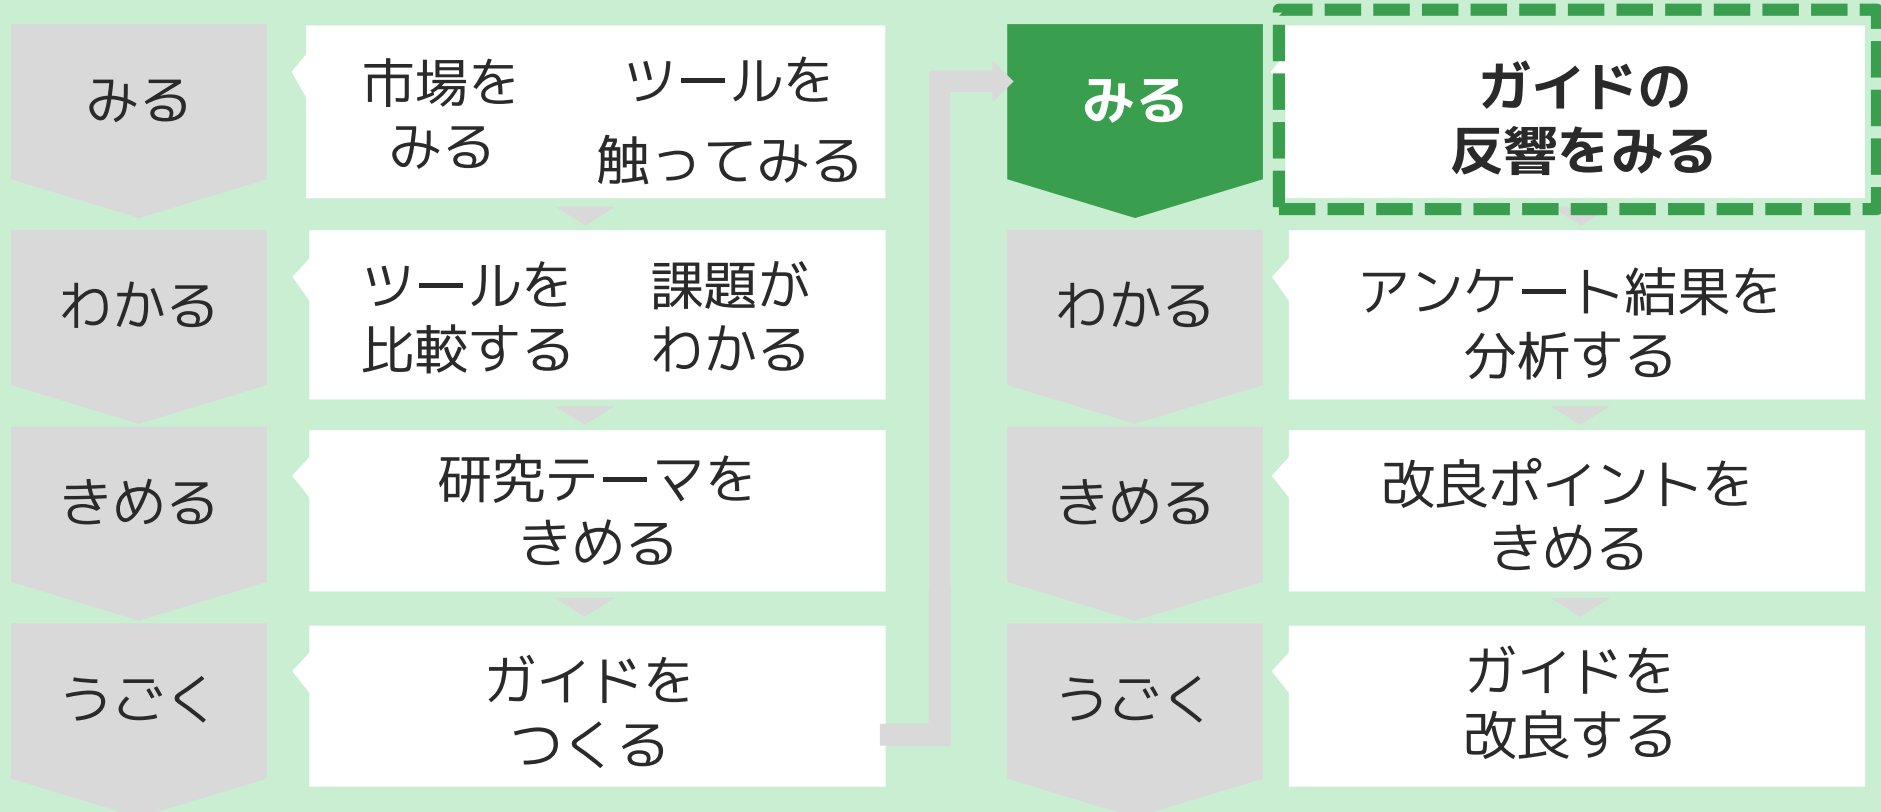 みる
市場を
みる
ツールを
触ってみる
わかる
ツールを
比較する
課題が
わかる
きめる
研究テーマを
きめる
うごく
ガイドを
つくる
みる
ガイドの
反響をみる
わかる
アンケート結果を
分析する
きめる
改良ポイントを
きめる
うごく
ガイドを
改良する